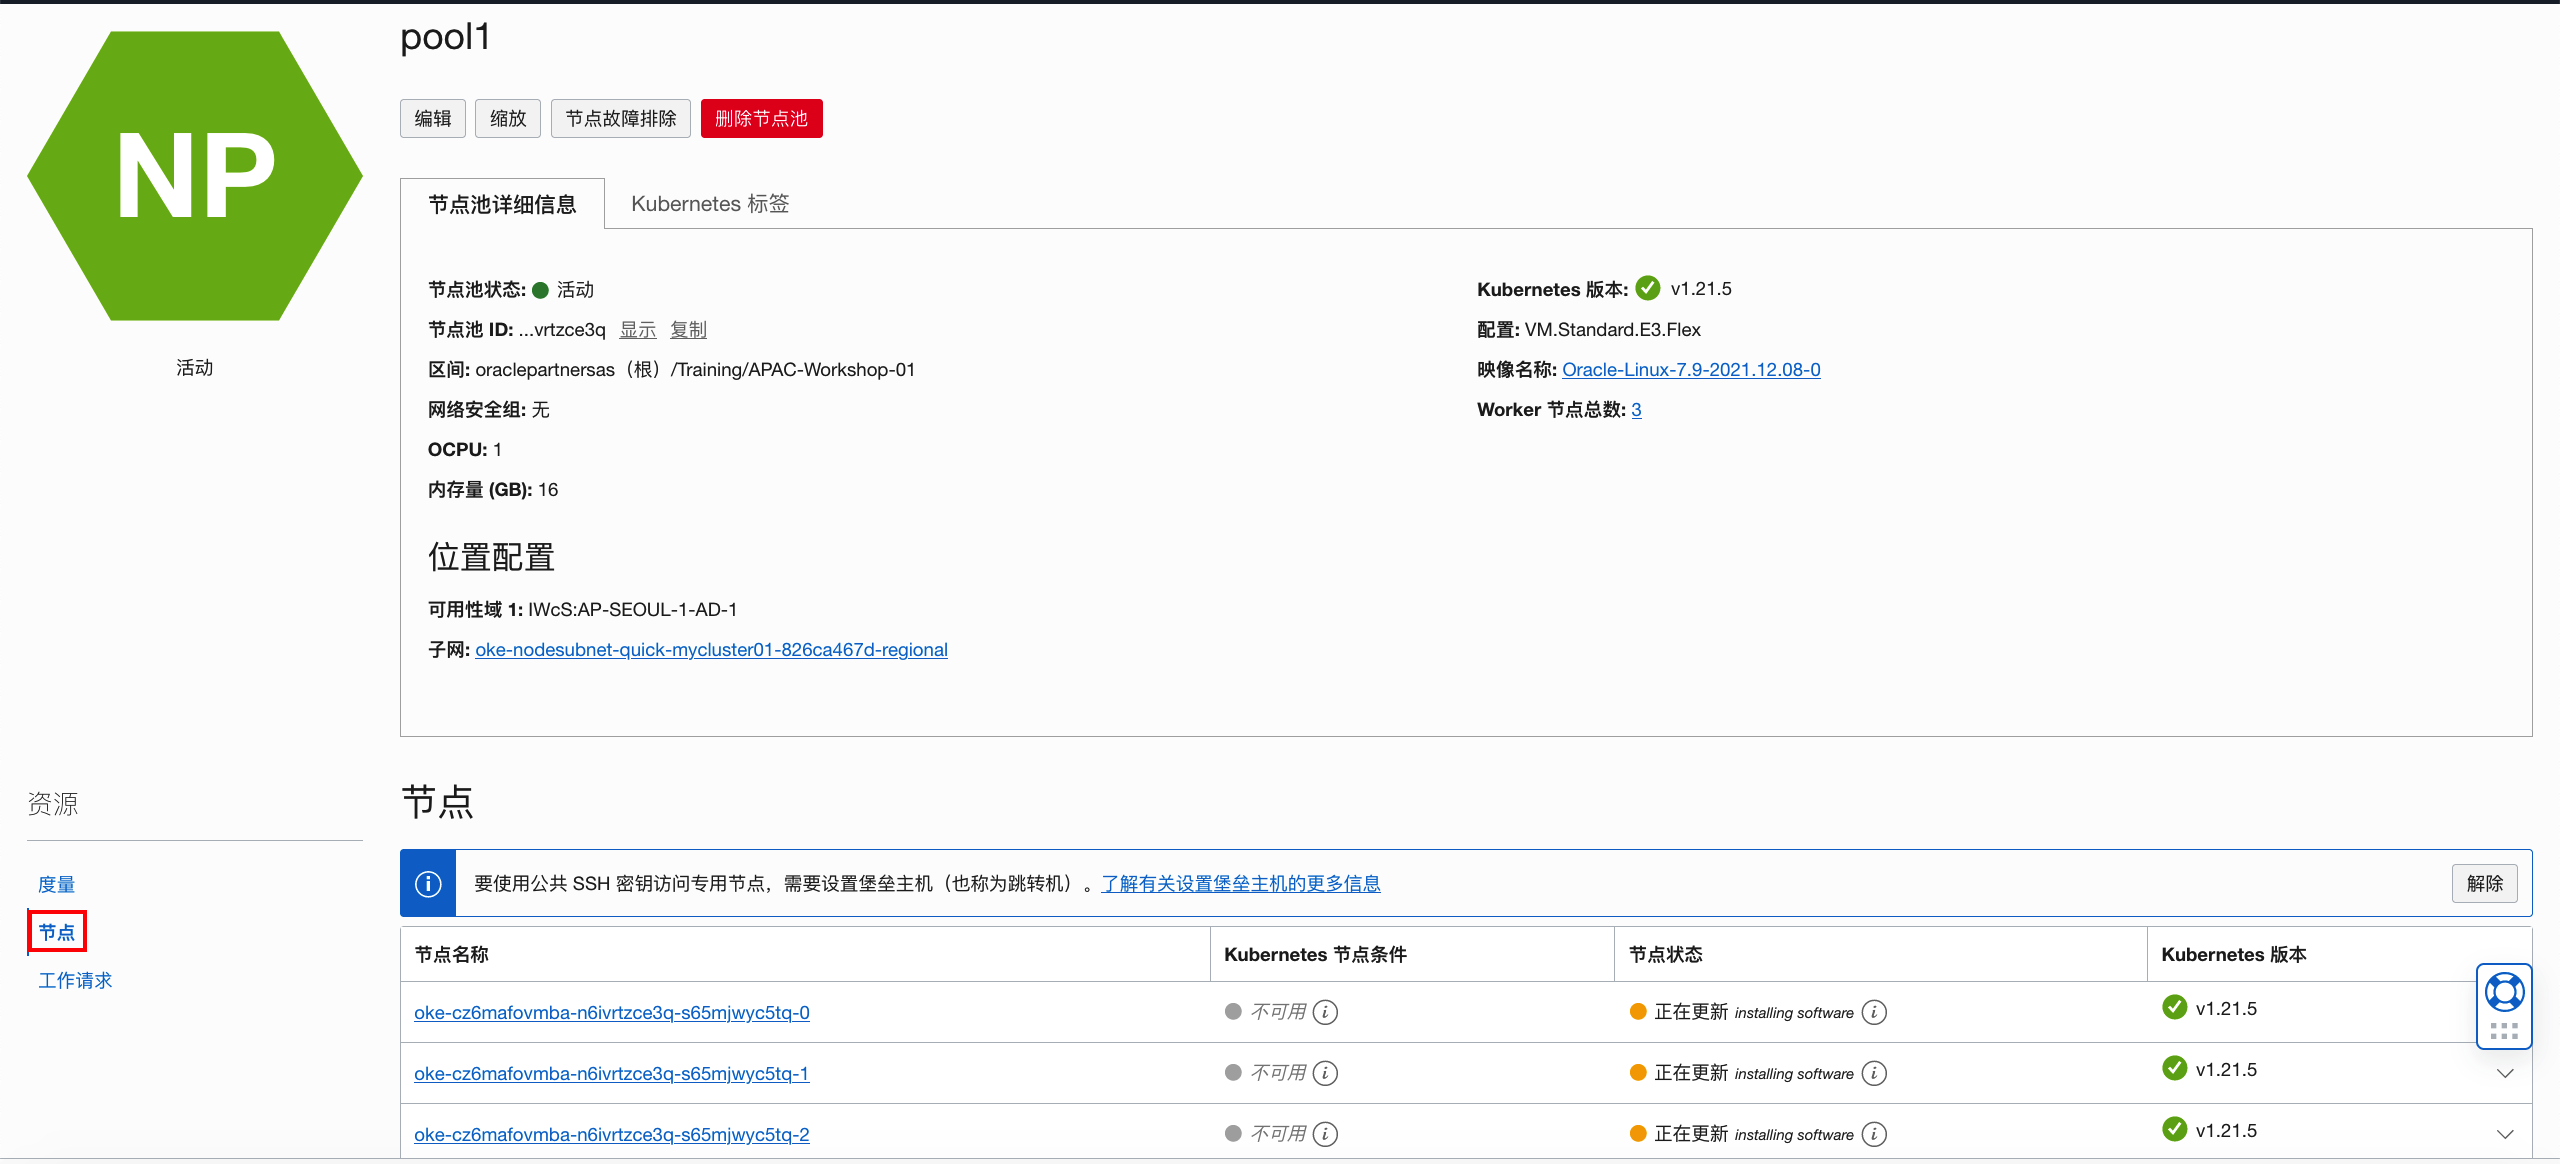 pool1
NP
编辑 缩放 节点故障排除 删除节点池
活动
节点池详细信息 Kubernetes 标签
节点池状态: 活动
节点池 ID: ...vrtzce3q 显示 复制
区间: oraclepartnersas（根）/Training/APAC-Workshop-01
网络安全组: 无
OCPU: 1
内存量 (GB): 16
Kubernetes 版本: v1.21.5
配置: VM.Standard.E3.Flex
映像名称: Oracle-Linux-7.9-2021.12.08-0
Worker 节点总数: 3
位置配置
可用性域 1: IWcS:AP-SEOUL-1-AD-1
子网: oke-nodesubnet-quick-mycluster01-826ca467d-regional
资源
度量
节点
工作请求
节点
要使用公共 SSH 密钥访问专用节点，需要设置堡垒主机（也称为跳转机）。了解有关设置堡垒主机的更多信息 解除
节点名称 Kubernetes 节点条件 节点状态 Kubernetes 版本
oke-cz6mafovmba-n6ivrtzce3q-s65mjwyc5tq-0 不可用 正在更新 installing software v1.21.5
oke-cz6mafovmba-n6ivrtzce3q-s65mjwyc5tq-1 不可用 正在更新 installing software v1.21.5
oke-cz6mafovmba-n6ivrtzce3q-s65mjwyc5tq-2 不可用 正在更新 installing software v1.21.5